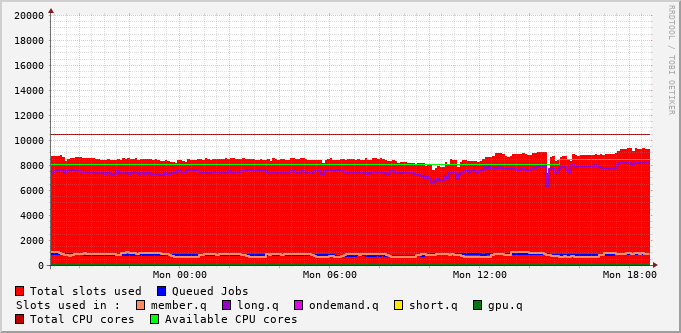 RRDTOOL / TOBI OETIKER
20000
18000
16000
14000
12000
10000
8000
6000
4000
2000
0
Mon 00:00 Mon 06:00 Mon 12:00 Mon 18:00
Total slots used Queued Jobs
Slots used in : member.q long.q ondemand.q short.q gpu.q
Total CPU cores Available CPU cores